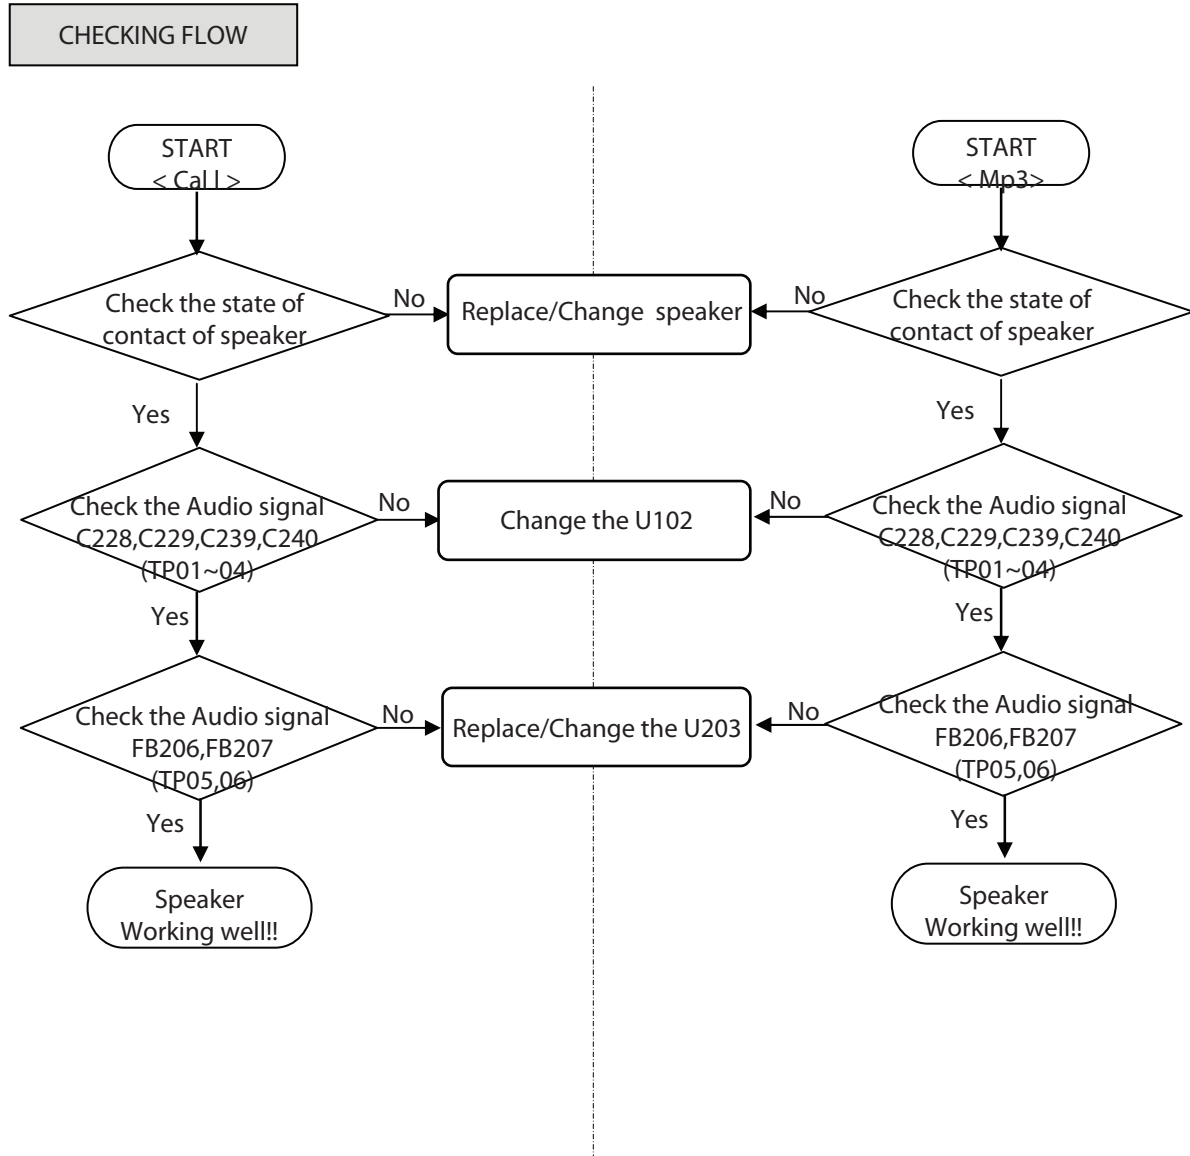 CHECKING FLOW
START
< Cal l >
Check the state of
contact of speaker
No
Yes
Check the Audio signal
C228,C229,C239,C240
(TP01~04)
No
Yes
Check the Audio signal
FB206,FB207
(TP05,06)
No
Yes
Speaker
Working well!!
Replace/Change speaker
Change the U102
Replace/Change the U203
START
< Mp3>
Check the state of
contact of speaker
No
Yes
Check the Audio signal
C228,C229,C239,C240
(TP01~04)
No
Yes
Check the Audio signal
FB206,FB207
(TP05,06)
No
Yes
Speaker
Working well!!